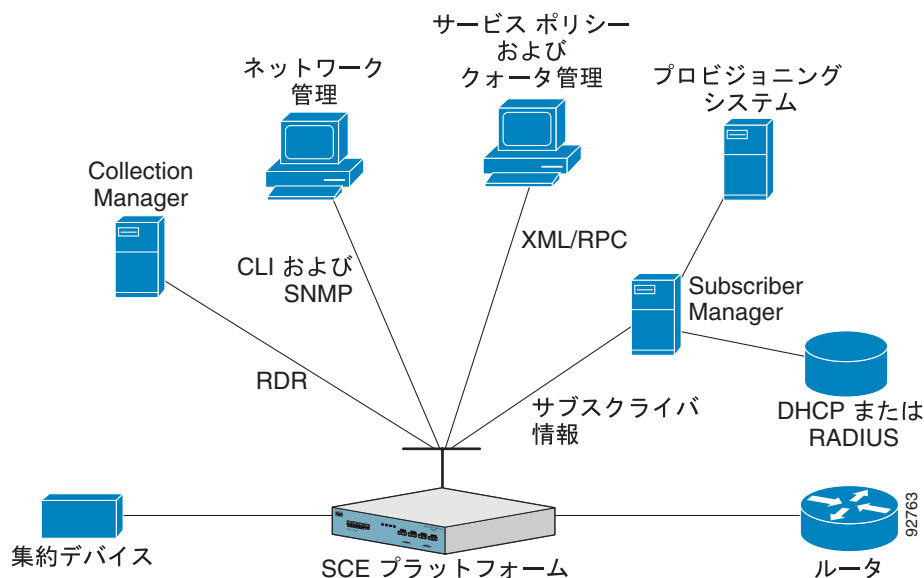 サービス ポリシー
および
クォータ管理
ネットワーク
管理
プロビジョニング
システム
Collection
Manager
XML/RPC
CLI および
SNMP
Subscriber
Manager
RDR
サブスクライバ
情報
DHCP または
RADIUS
集約デバイス
SCE プラットフォーム
ルータ
92763